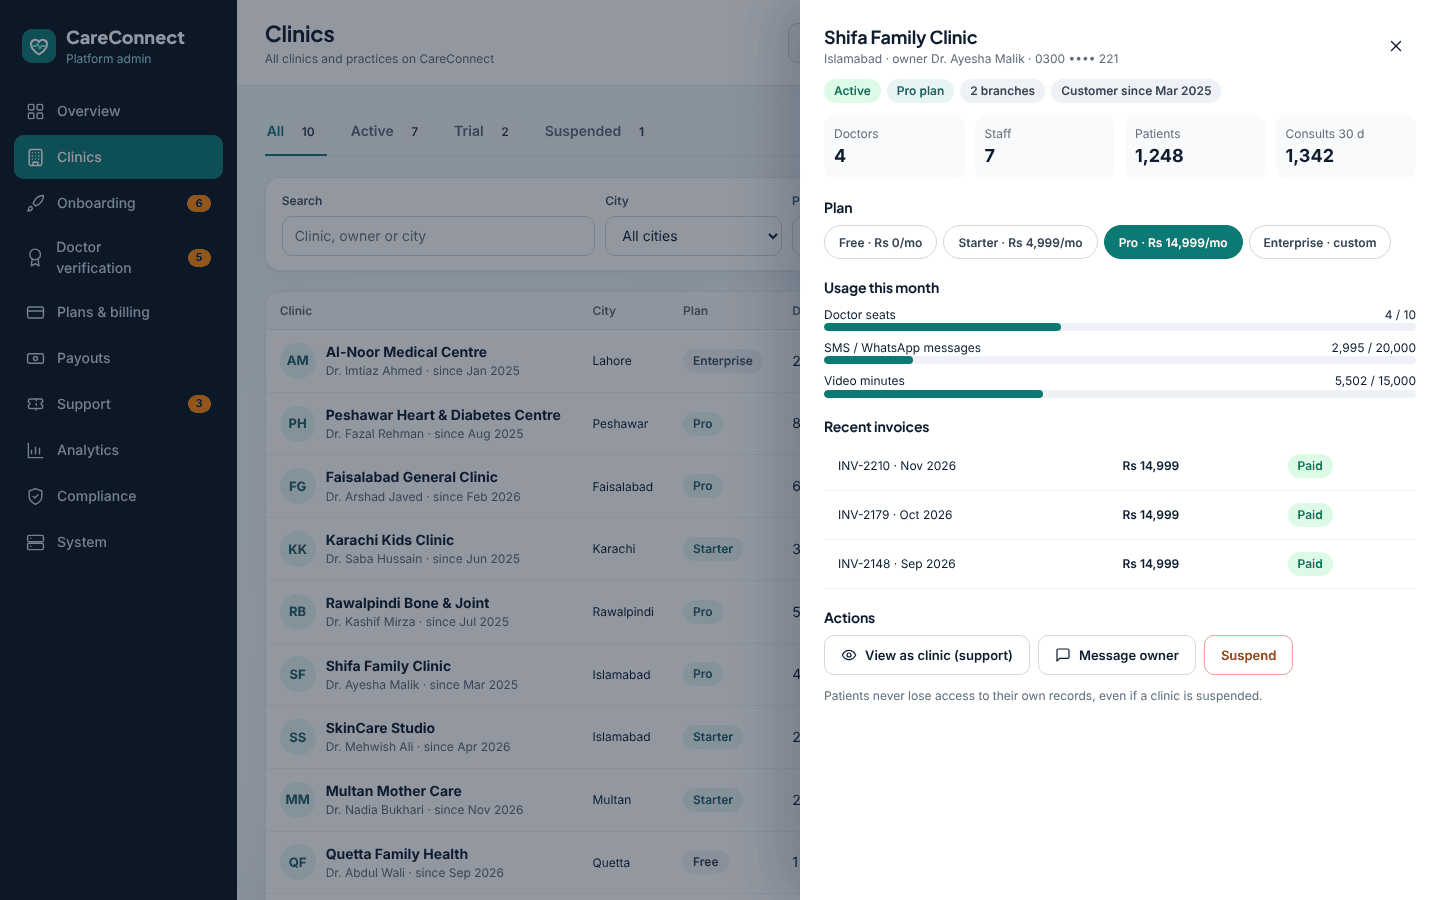 CareConnect
Platform admin
Overview
Clinics
Onboarding 6
Doctor verification 5
Plans & billing
Payouts
Support 3
Analytics
Compliance
System
Clinics
All clinics and practices on CareConnect
All 10 Active 7 Trial 2 Suspended 1
Search City P
Clinic, owner or city All cities
Clinic City Plan D
AM Al-Noor Medical Centre Lahore Enterprise 2
Dr. Imtiaz Ahmed · since Jan 2025
PH Peshawar Heart & Diabetes Centre Peshawar Pro 8
Dr. Fazal Rehman · since Aug 2025
FG Faisalabad General Clinic Faisalabad Pro 6
Dr. Arshad Javed · since Feb 2026
KK Karachi Kids Clinic Karachi Starter 3
Dr. Saba Hussain · since Jun 2025
RB Rawalpindi Bone & Joint Rawalpindi Pro 5
Dr. Kashif Mirza · since Jul 2025
SF Shifa Family Clinic Islamabad Pro 4
Dr. Ayesha Malik · since Mar 2025
SS SkinCare Studio Islamabad Starter 2
Dr. Mehwish Ali · since Apr 2026
MM Multan Mother Care Multan Starter 2
Dr. Nadia Bukhari · since Nov 2026
QF Quetta Family Health Quetta Free 1
Dr. Abdul Wali · since Sep 2026
Shifa Family Clinic
Islamabad · owner Dr. Ayesha Malik · 0300 •••• 221
Active Pro plan 2 branches Customer since Mar 2025
Doctors Staff Patients Consults 30 d
4 7 1,248 1,342
Plan
Free · Rs 0/mo Starter · Rs 4,999/mo Pro · Rs 14,999/mo Enterprise · custom
Usage this month
Doctor seats 4 / 10
SMS / WhatsApp messages 2,995 / 20,000
Video minutes 5,502 / 15,000
Recent invoices
INV-2210 · Nov 2026 Rs 14,999 Paid
INV-2179 · Oct 2026 Rs 14,999 Paid
INV-2148 · Sep 2026 Rs 14,999 Paid
Actions
View as clinic (support) Message owner Suspend
Patients never lose access to their own records, even if a clinic is suspended.